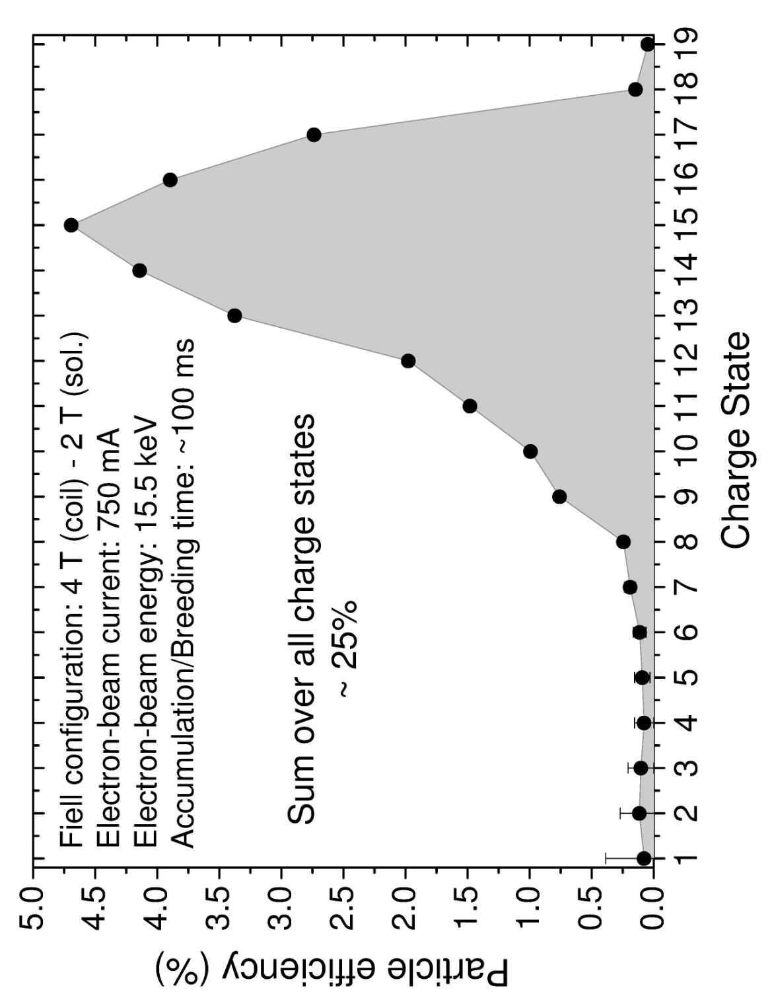 Fiell configuration: 4 T (coil) - 2 T (sol.)
Electron-beam current: 750 mA
Electron-beam energy: 15.5 keV
Accumulation/Breeding time: ~100 ms
Sum over all charge states
~ 25%
Particle efficiency (%)
5.0
4.5
4.0
3.5
3.0
2.5
2.0
1.5
1.0
0.5
0.0
1 2 3 4 5 6 7 8 9 10 11 12 13 14 15 16 17 18 19
Charge State